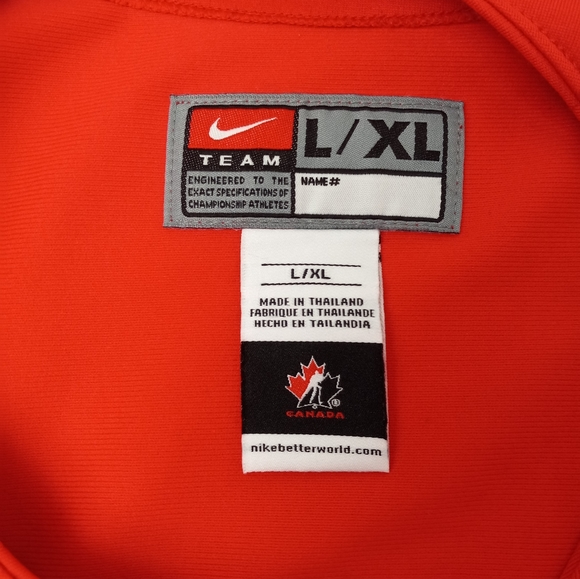 TEAM
L/XL
ENGINEERED TO THE
EXACT SPECIFICATIONS OF
CHAMPIONSHIP ATHLETES
NAME#
L/XL
MADE IN THAILAND
FABRIQUE EN THAILANDE
HECHO EN TAILANDIA
CANADA
nikebetterworld.com